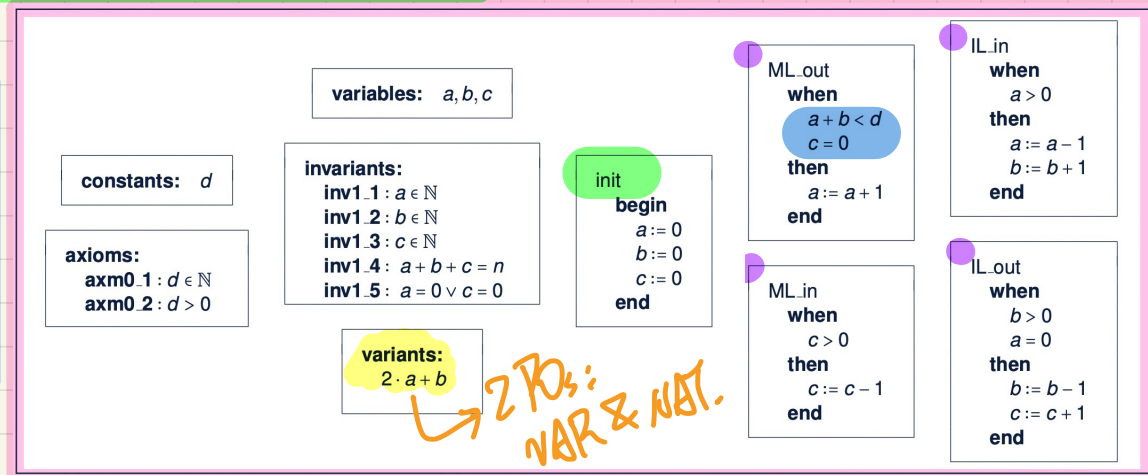 constants: d
axioms:
axm0_1 : d ∈ ℕ
axm0_2 : d > 0
variables: a, b, c
invariants:
inv1_1 : a ∈ ℕ
inv1_2 : b ∈ ℕ
inv1_3 : c ∈ ℕ
inv1_4 : a + b + c = n
inv1_5 : a = 0 ∨ c = 0
variants:
2 · a + b
2 POs:
VAR & NAT.
init
begin
a := 0
b := 0
c := 0
end
ML_out
when
a + b < d
c = 0
then
a := a + 1
end
ML_in
when
c > 0
then
c := c − 1
end
IL_in
when
a > 0
then
a := a − 1
b := b + 1
end
IL_out
when
b > 0
a = 0
then
b := b − 1
c := c + 1
end